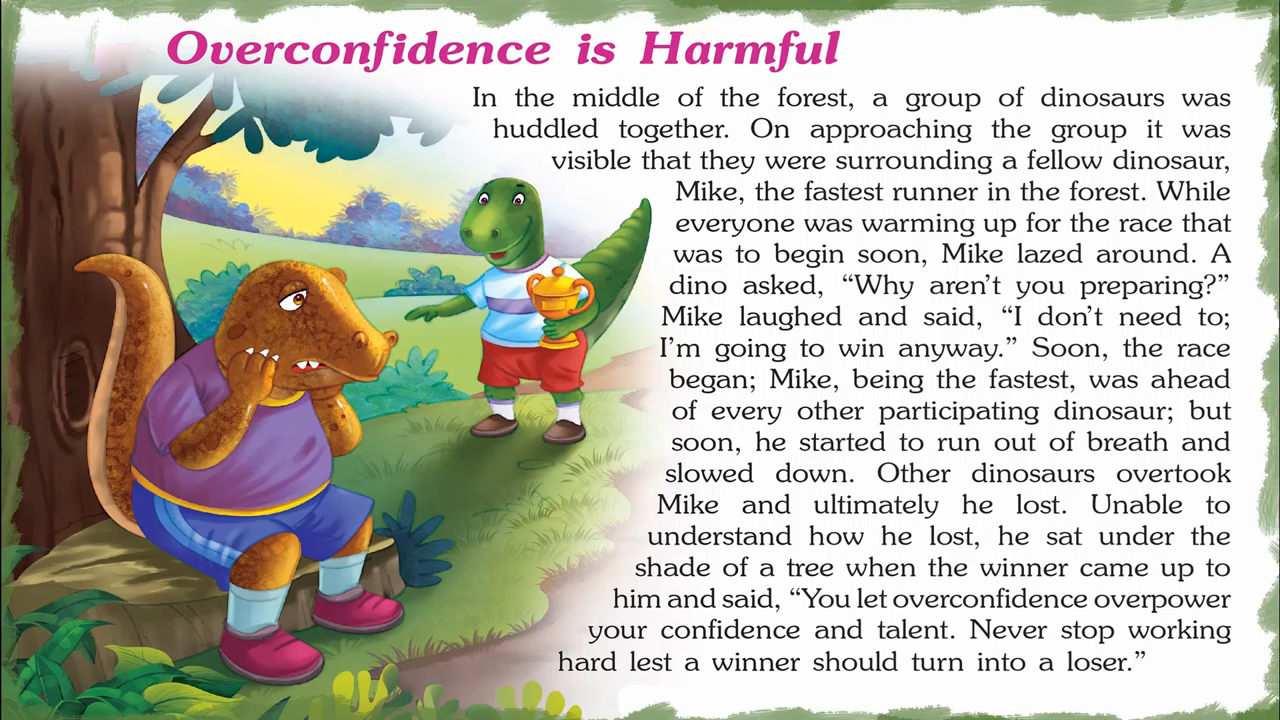 Overconfidence is Harmful
In the middle of the forest, a group of dinosaurs was
huddled together. On approaching the group it was
visible that they were surrounding a fellow dinosaur,
Mike, the fastest runner in the forest. While
everyone was warming up for the race that
was to begin soon, Mike lazed around. A
dino asked, “Why aren’t you preparing?”
Mike laughed and said, “I don’t need to;
I’m going to win anyway.” Soon, the race
began; Mike, being the fastest, was ahead
of every other participating dinosaur; but
soon, he started to run out of breath and
slowed down. Other dinosaurs overtook
Mike and ultimately he lost. Unable to
understand how he lost, he sat under the
shade of a tree when the winner came up to
him and said, “You let overconfidence overpower
your confidence and talent. Never stop working
hard lest a winner should turn into a loser.”